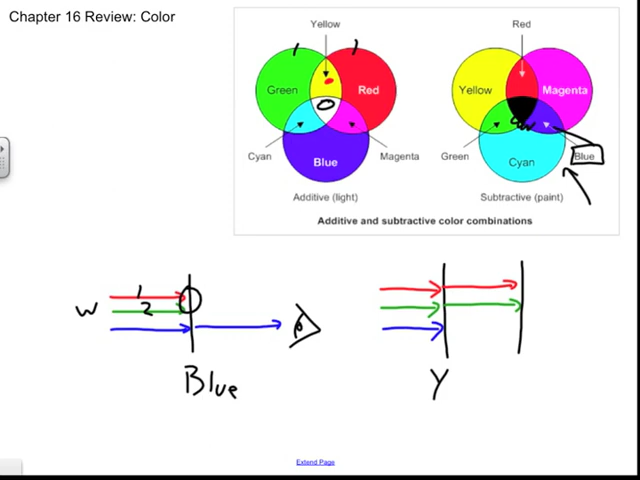 Chapter 16 Review: Color
Yellow
Green
Red
Cyan
Blue
Magenta
Additive (light)
Red
Yellow
Magenta
Green
Cyan
Blue
Subtractive (paint)
Additive and subtractive color combinations
W
1
2
Blue
Y
Extend Page